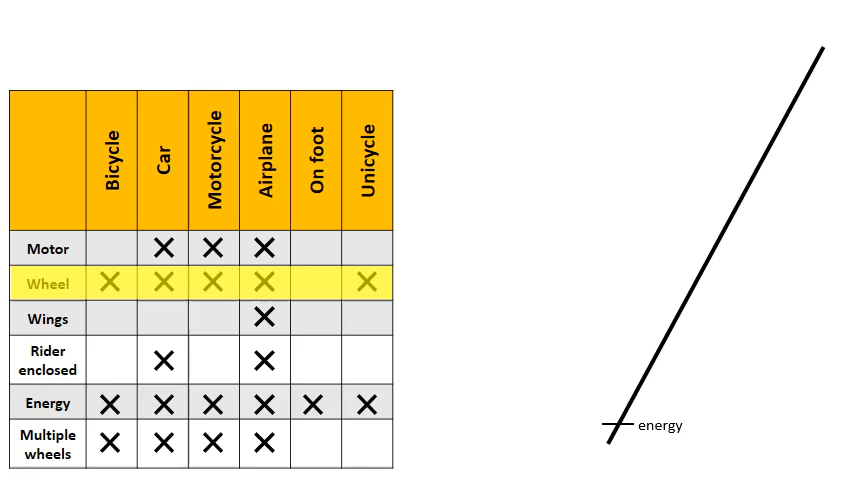 Bicycle
Car
Motorcycle
Airplane
On foot
Unicycle
Motor
Wheel
Wings
Rider
enclosed
Energy
Multiple
wheels
energy